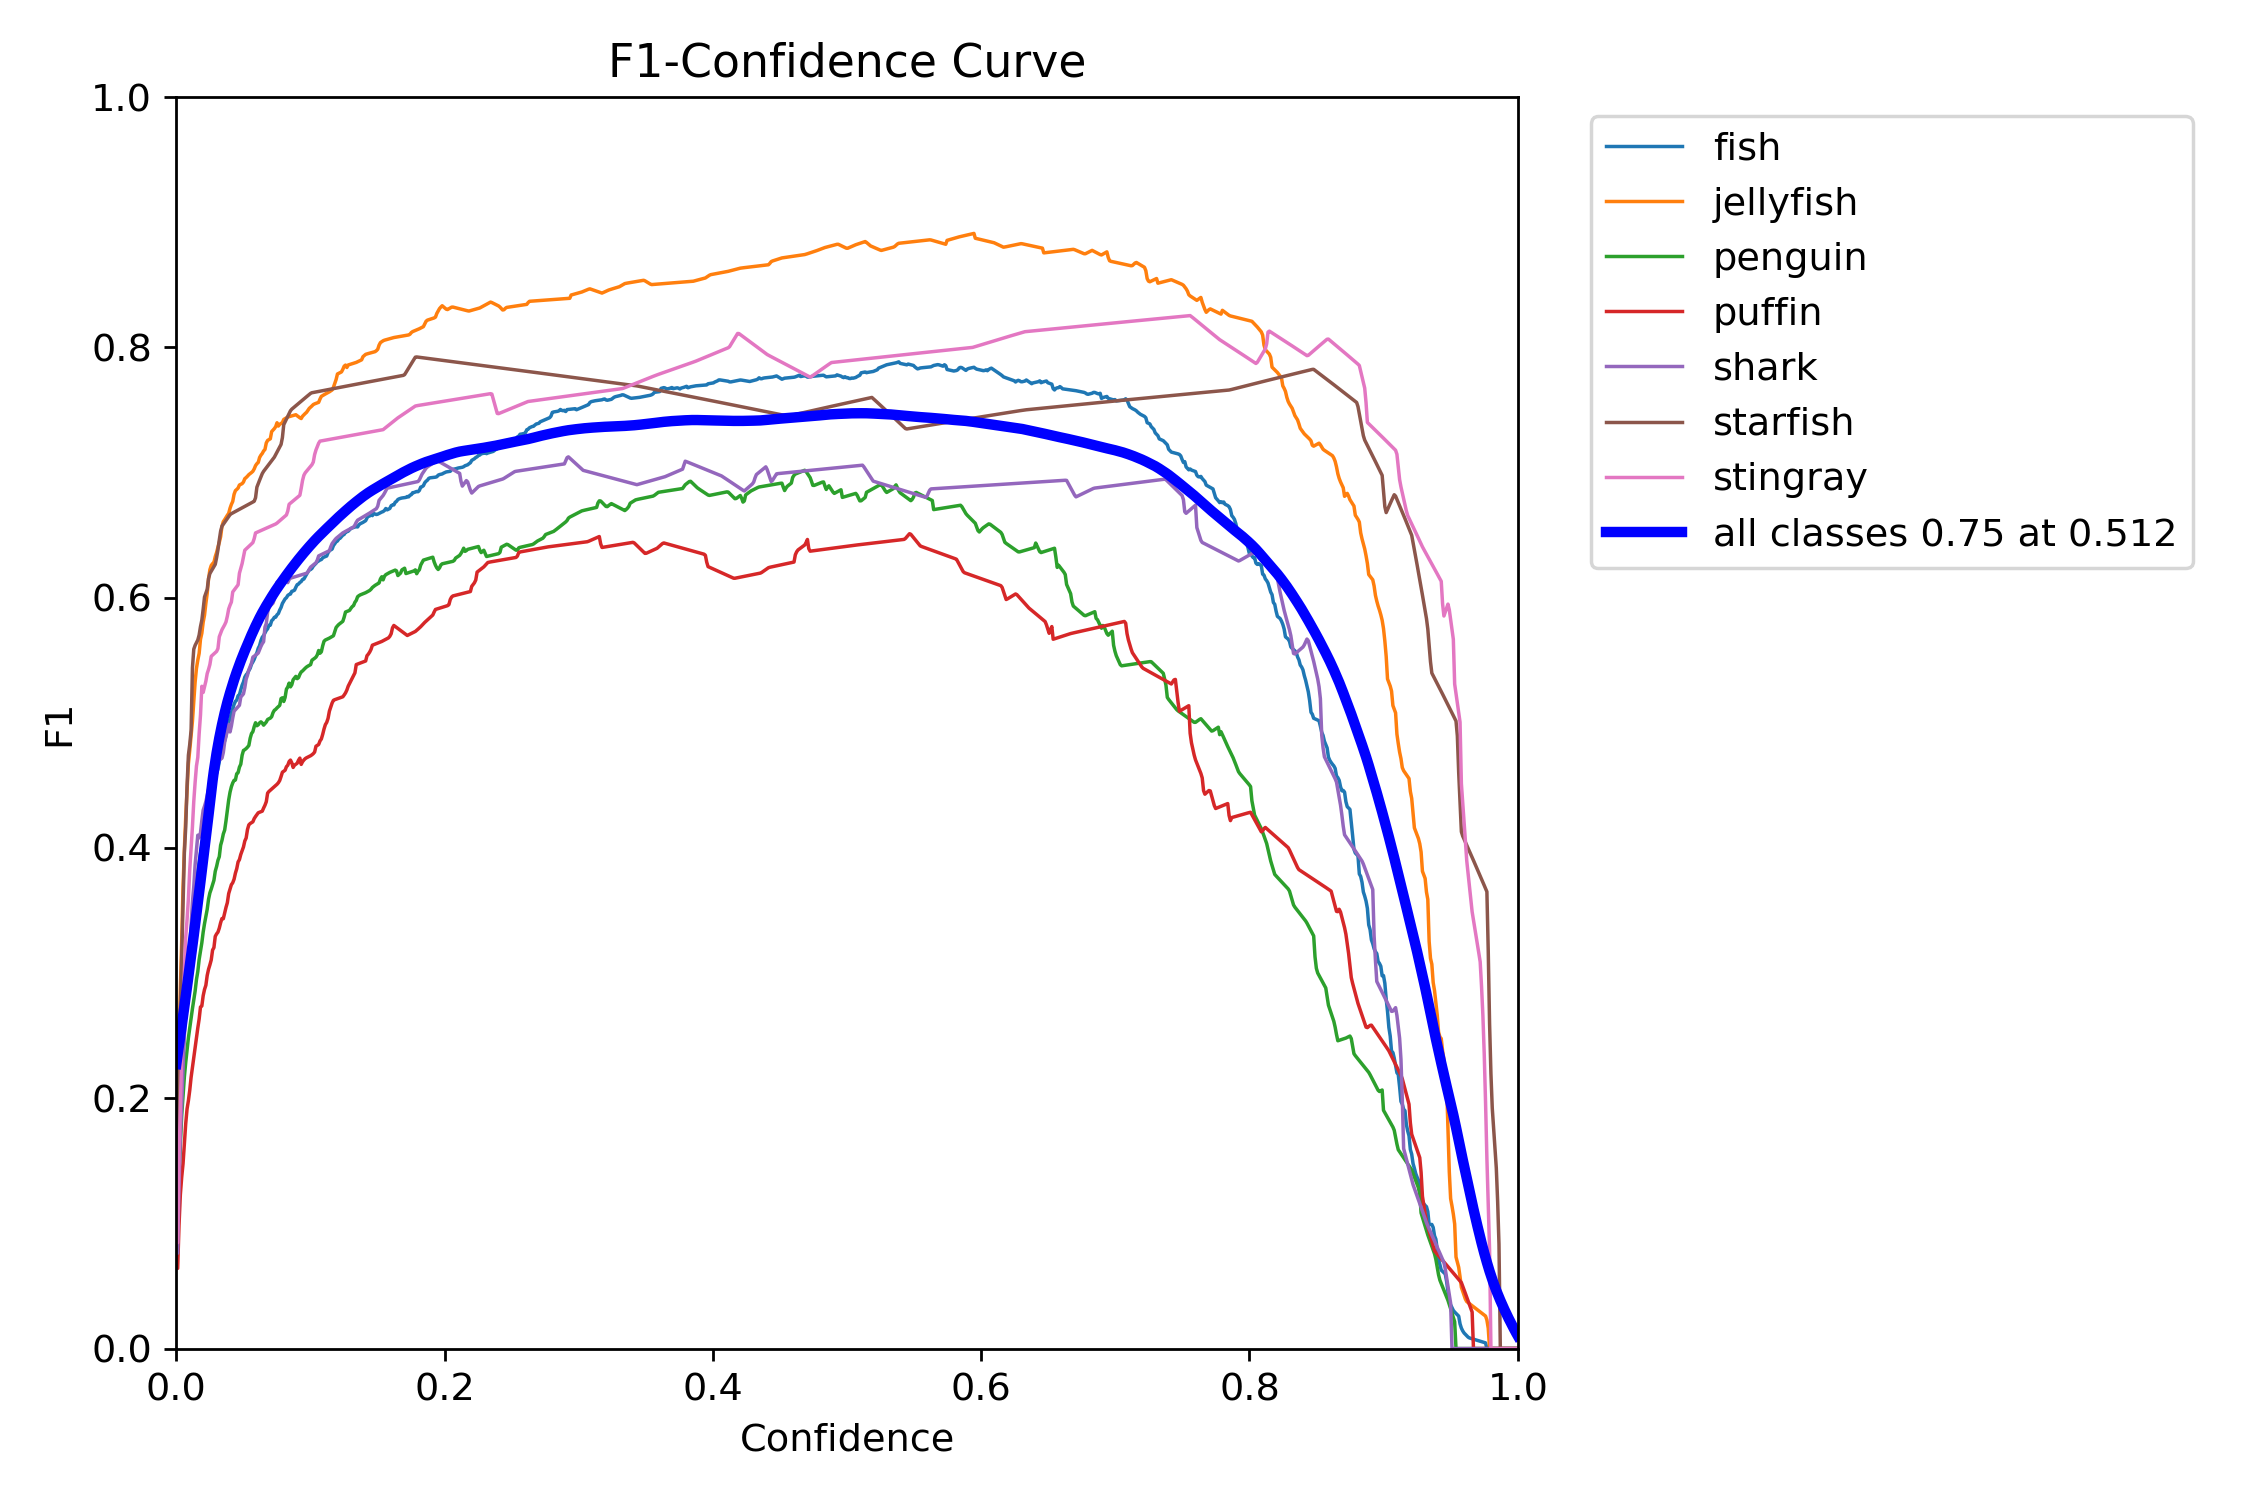 F1-Confidence Curve
1.0
0.8
0.6
0.4
0.2
0.0
F1
0.0 0.2 0.4 0.6 0.8 1.0
Confidence
fish
jellyfish
penguin
puffin
shark
starfish
stingray
all classes 0.75 at 0.512